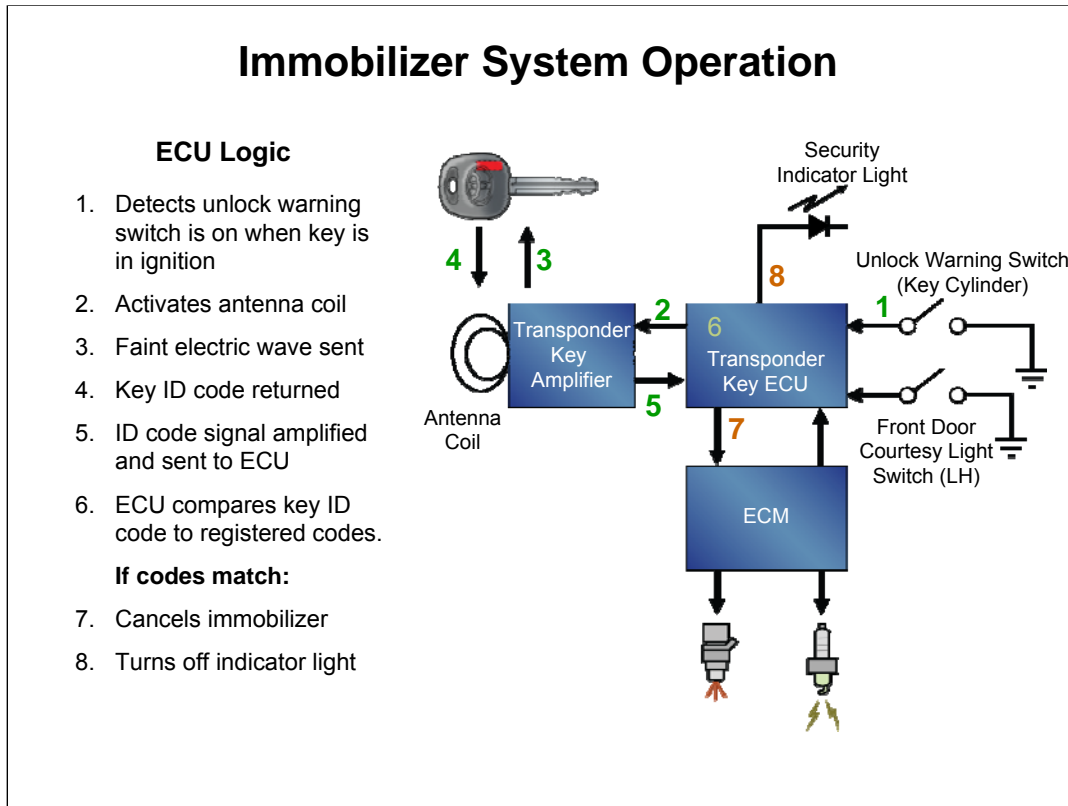 Immobilizer System Operation
ECU Logic
1. Detects unlock warning
switch is on when key is
in ignition
2. Activates antenna coil
3. Faint electric wave sent
4. Key ID code returned
5. ID code signal amplified
and sent to ECU
6. ECU compares key ID
code to registered codes.
If codes match:
7. Cancels immobilizer
8. Turns off indicator light
Security
Indicator Light
4
3
8
Unlock Warning Switch
(Key Cylinder)
1
2
6
Transponder
Key
Amplifier
Transponder
Key ECU
5
Antenna
Coil
7
Front Door
Courtesy Light
Switch (LH)
ECM